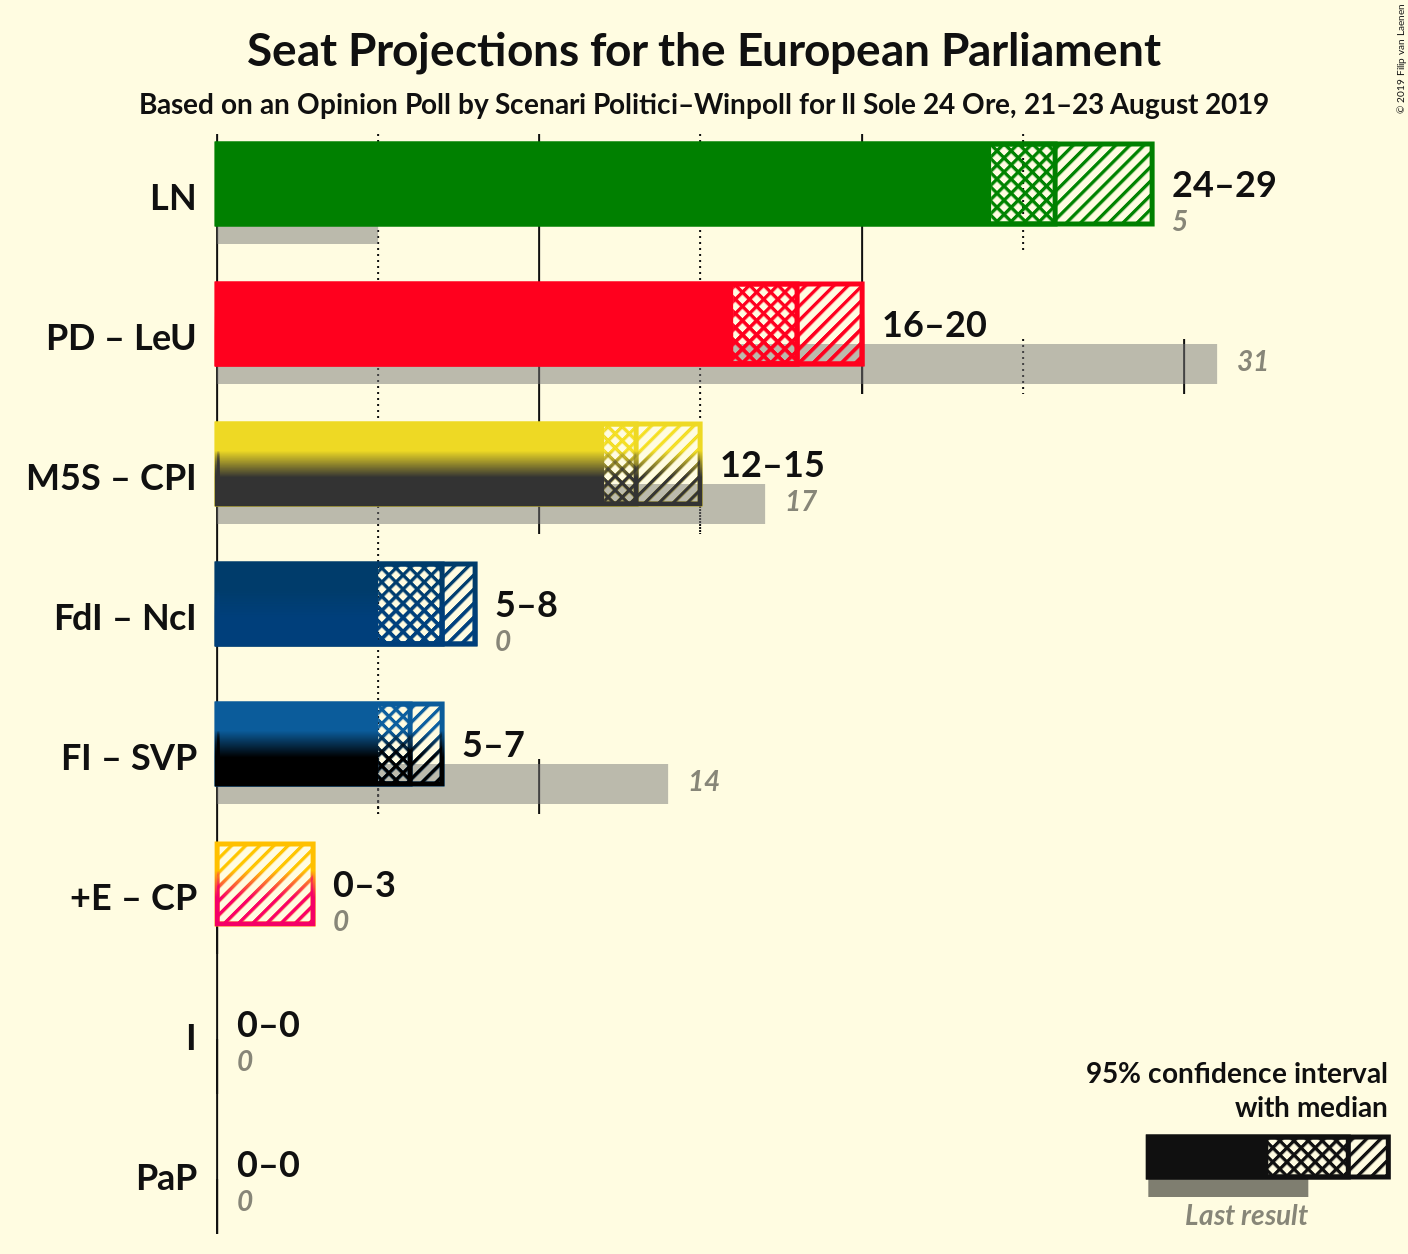 Seat Projections for the European Parliament
Based on an Opinion Poll by Scenari Politici–Winpoll for Il Sole 24 Ore, 21–23 August 2019
© 2019 Filip van Laenen
LN
24–29
5
PD – LeU
16–20
31
M5S – CPI
12–15
17
FdI – NcI
5–8
0
FI – SVP
5–7
14
+E – CP
0–3
0
I
0–0
0
PaP
0–0
0
95% confidence interval
with median
Last result